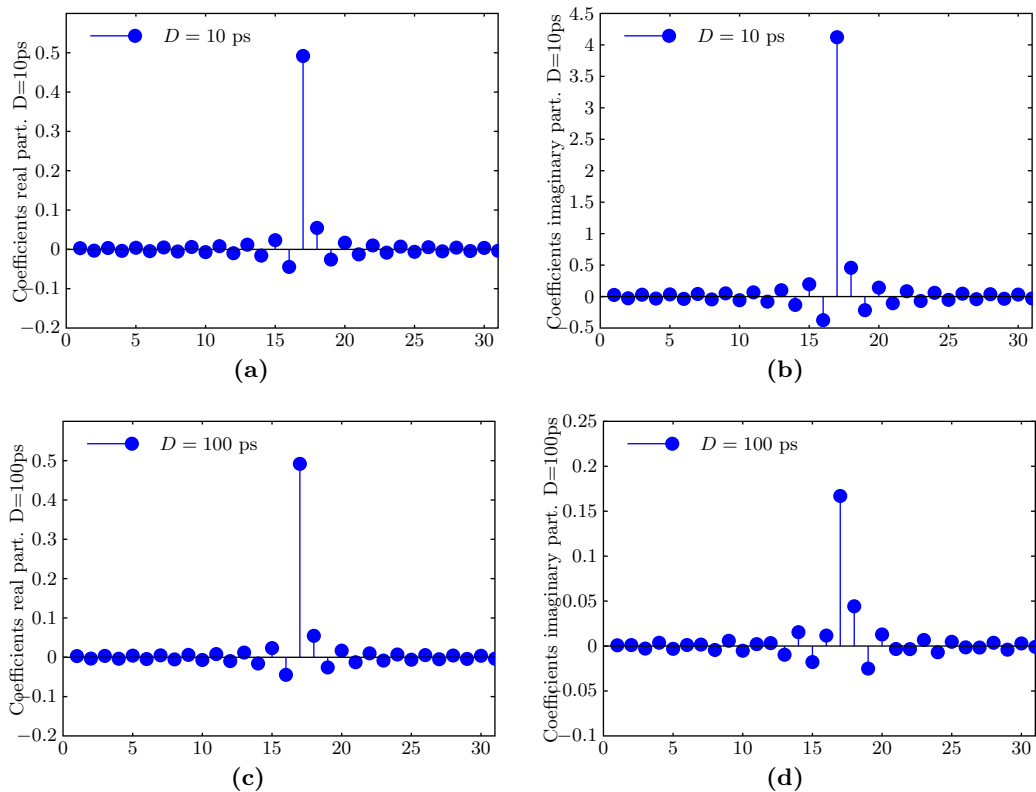 Coefficients real part. D=10ps
D = 10 ps
0.5
0.4
0.3
0.2
0.1
0
−0.1
−0.2
0 5 10 15 20 25 30
(a)
Coefficients imaginary part. D=10ps
D = 10 ps
4.5
4
3.5
3
2.5
2
1.5
1
0.5
0
−0.5
0 5 10 15 20 25 30
(b)
Coefficients real part. D=100ps
D = 100 ps
0.5
0.4
0.3
0.2
0.1
0
−0.1
−0.2
0 5 10 15 20 25 30
(c)
Coefficients imaginary part. D=100ps
D = 100 ps
0.25
0.2
0.15
0.1
0.05
0
−0.05
−0.1
0 5 10 15 20 25 30
(d)